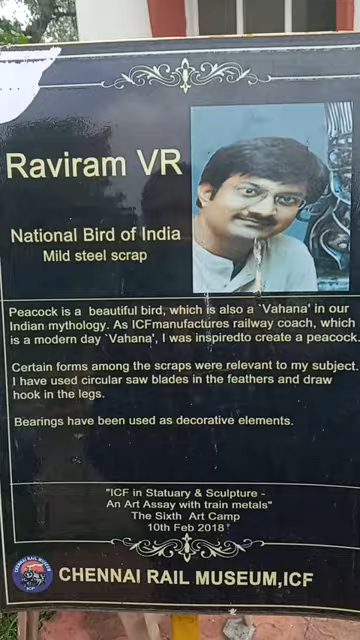 Raviram VR
National Bird of India
Mild steel scrap
Peacock is a beautiful bird, which is also a `Vahana' in our
Indian mythology. As ICFmanufactures railway coach, which
is a modern day `Vahana', I was inspiredto create a peacock.
Certain forms among the scraps were relevant to my subject.
I have used circular saw blades in the feathers and draw
hook in the legs.
Bearings have been used as decorative elements.
"ICF in Statuary & Sculpture -
An Art Assay with train metals"
The Sixth Art Camp
10th Feb 2018
CHENNAI RAIL MUSEUM,ICF